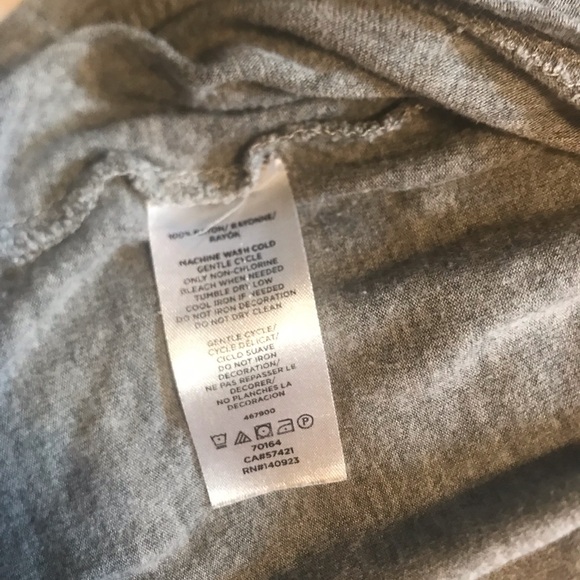 100% RAYON/ RAYONNE/
RAYÓN
MACHINE WASH COLD
GENTLE CYCLE
ONLY NON-CHLORINE
BLEACH WHEN NEEDED
TUMBLE DRY LOW
COOL IRON IF NEEDED
DO NOT IRON DECORATION
DO NOT DRY CLEAN
GENTLE CYCLE/
CYCLE DÉLICAT/
CICLO SUAVE
DO NOT IRON
DECORATION/
NE PAS REPASSER LE
DECORER/
NO PLANCHES LA
DECORACION
467900
P
70164
CA#57421
RN#140923